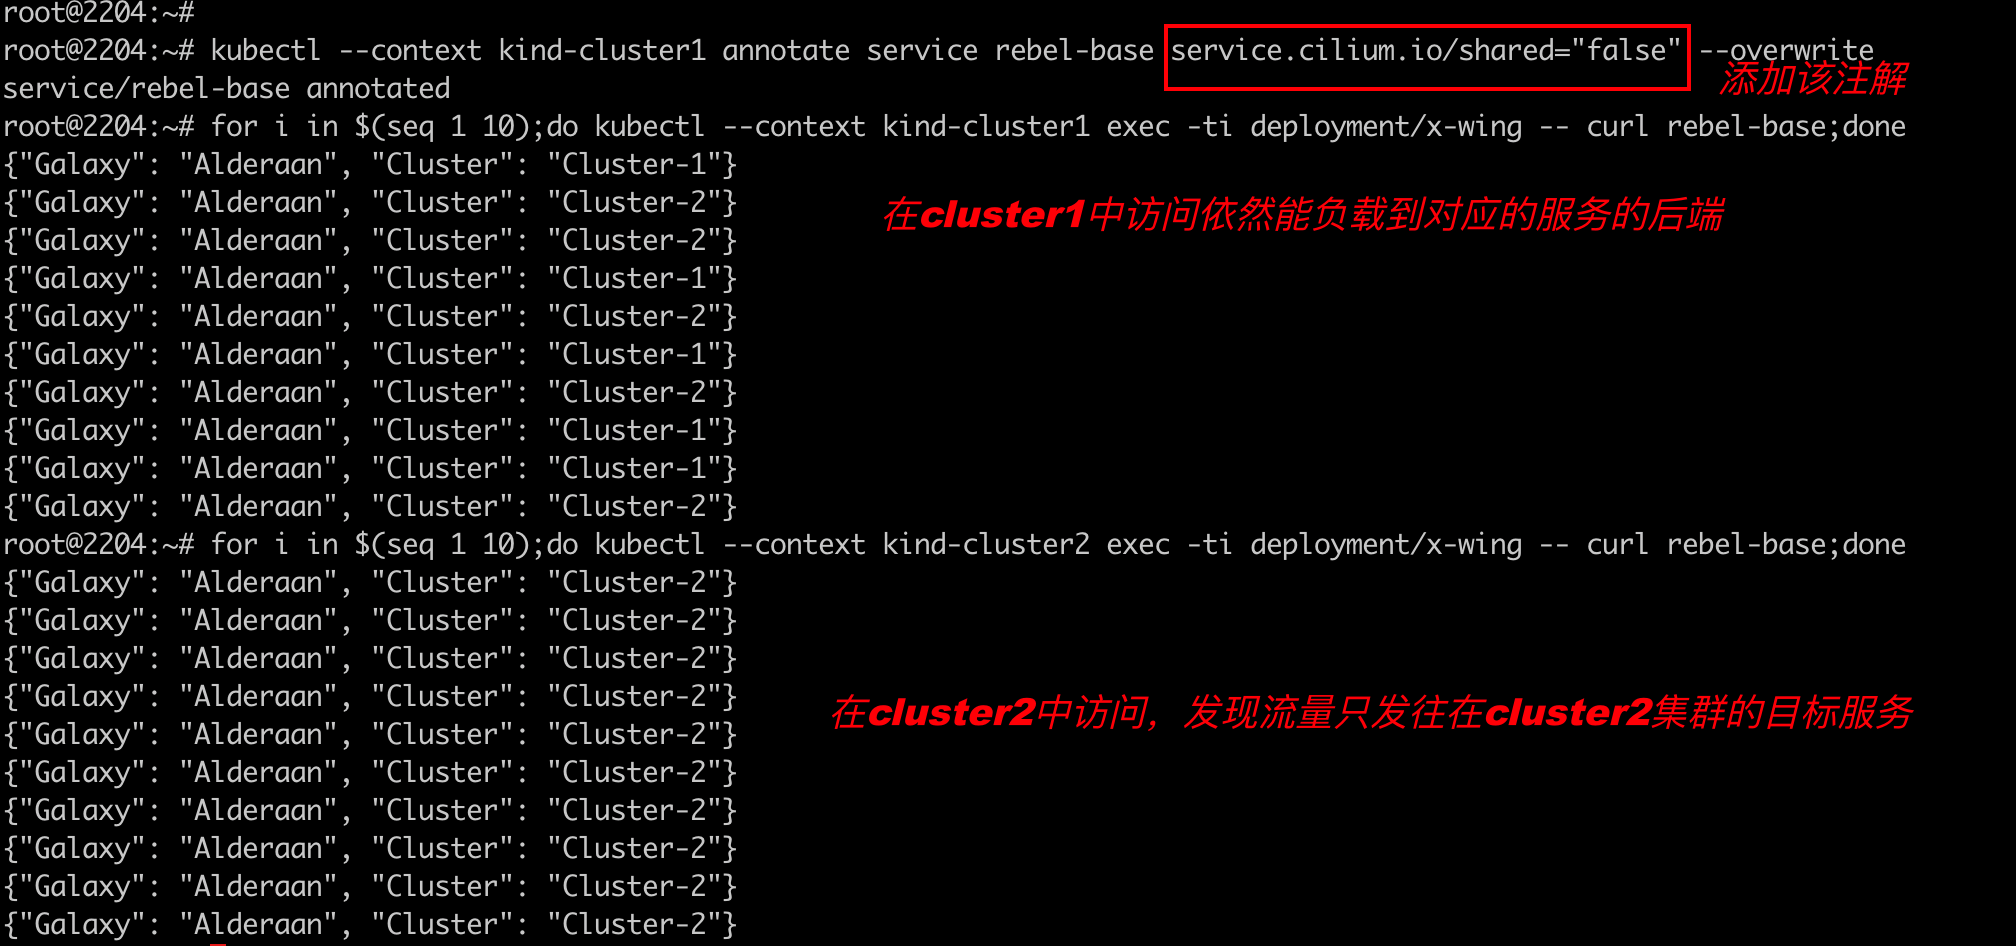 root@2204:~#
root@2204:~# kubectl --context kind-cluster1 annotate service rebel-base service.cilium.io/shared="false" --overwrite
service/rebel-base annotated
添加该注解
root@2204:~# for i in $(seq 1 10);do kubectl --context kind-cluster1 exec -ti deployment/x-wing -- curl rebel-base;done
{"Galaxy": "Alderaan", "Cluster": "Cluster-1"}
{"Galaxy": "Alderaan", "Cluster": "Cluster-2"}
在cluster1中访问依然能负载到对应的服务的后端
{"Galaxy": "Alderaan", "Cluster": "Cluster-2"}
{"Galaxy": "Alderaan", "Cluster": "Cluster-1"}
{"Galaxy": "Alderaan", "Cluster": "Cluster-2"}
{"Galaxy": "Alderaan", "Cluster": "Cluster-1"}
{"Galaxy": "Alderaan", "Cluster": "Cluster-2"}
{"Galaxy": "Alderaan", "Cluster": "Cluster-1"}
{"Galaxy": "Alderaan", "Cluster": "Cluster-1"}
{"Galaxy": "Alderaan", "Cluster": "Cluster-2"}
root@2204:~# for i in $(seq 1 10);do kubectl --context kind-cluster2 exec -ti deployment/x-wing -- curl rebel-base;done
{"Galaxy": "Alderaan", "Cluster": "Cluster-2"}
{"Galaxy": "Alderaan", "Cluster": "Cluster-2"}
{"Galaxy": "Alderaan", "Cluster": "Cluster-2"}
{"Galaxy": "Alderaan", "Cluster": "Cluster-2"}
在cluster2中访问，发现流量只发往在cluster2集群的目标服务
{"Galaxy": "Alderaan", "Cluster": "Cluster-2"}
{"Galaxy": "Alderaan", "Cluster": "Cluster-2"}
{"Galaxy": "Alderaan", "Cluster": "Cluster-2"}
{"Galaxy": "Alderaan", "Cluster": "Cluster-2"}
{"Galaxy": "Alderaan", "Cluster": "Cluster-2"}
{"Galaxy": "Alderaan", "Cluster": "Cluster-2"}